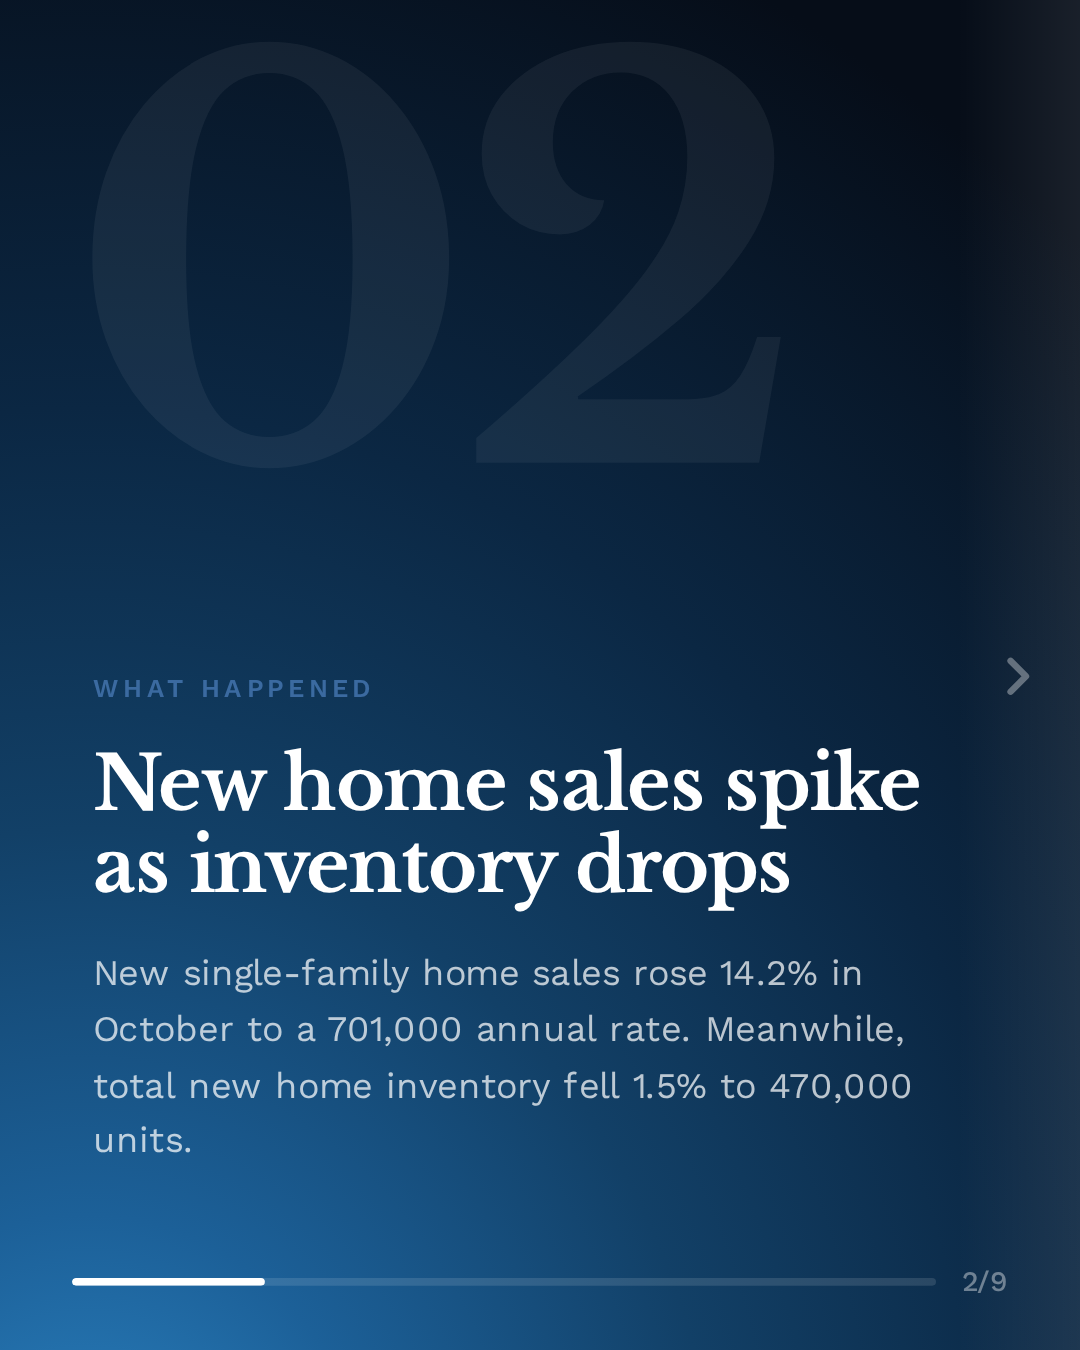 02
WHAT HAPPENED
New home sales spike
as inventory drops
New single-family home sales rose 14.2% in
October to a 701,000 annual rate. Meanwhile,
total new home inventory fell 1.5% to 470,000
units.
2/9